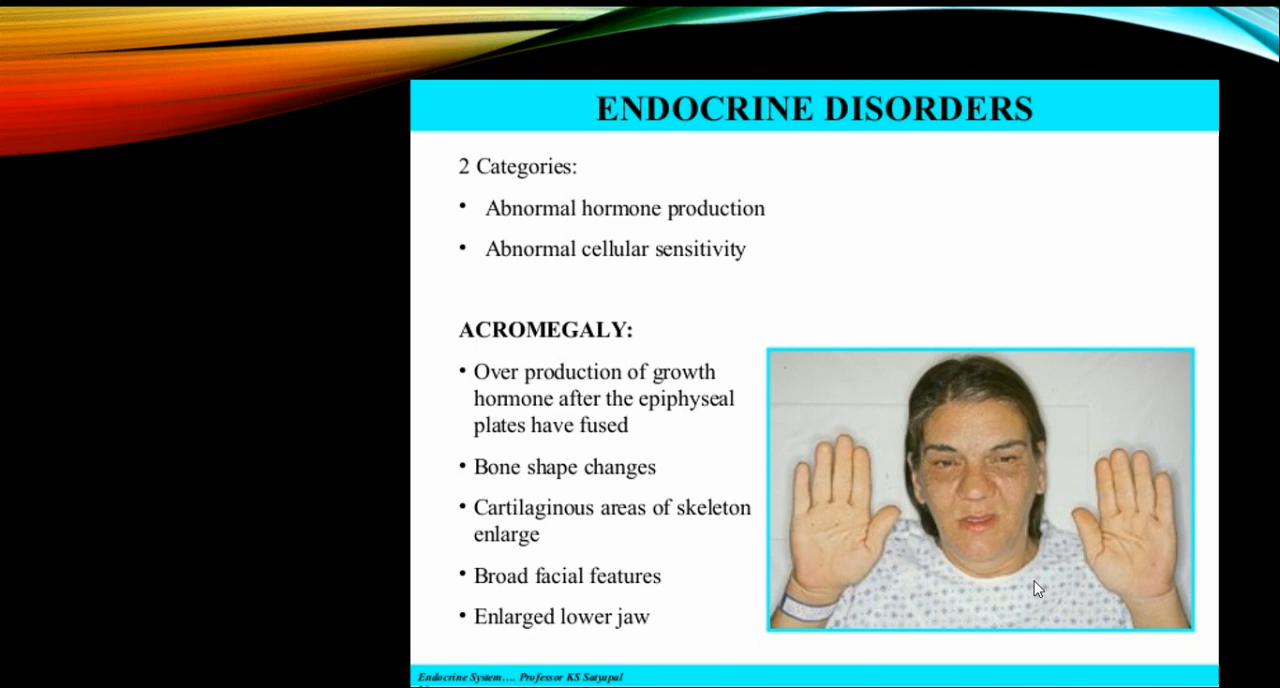 ENDOCRINE DISORDERS
2 Categories:
• Abnormal hormone production
• Abnormal cellular sensitivity
ACROMEGALY:
• Over production of growth
hormone after the epiphyseal
plates have fused
• Bone shape changes
• Cartilaginous areas of skeleton
enlarge
• Broad facial features
• Enlarged lower jaw
Endocrine System…. Professor KS Satyapal